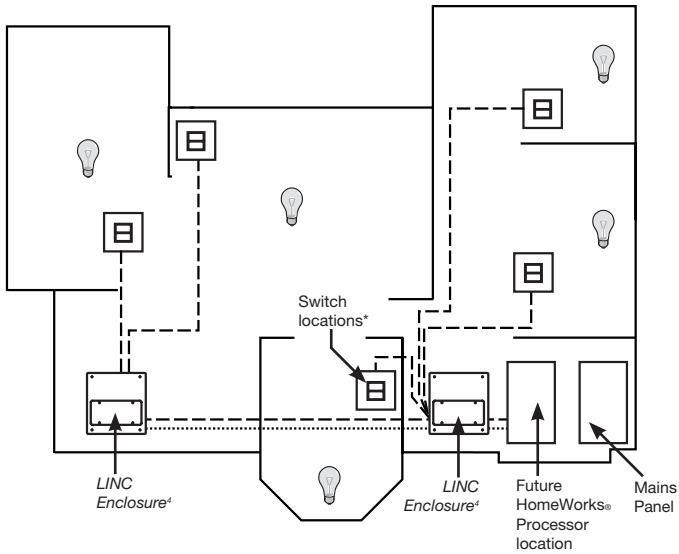 Switch
locations*
LINC
Enclosure⁴
LINC
Enclosure⁴
Future
HomeWorks®
Processor
location
Mains
Panel